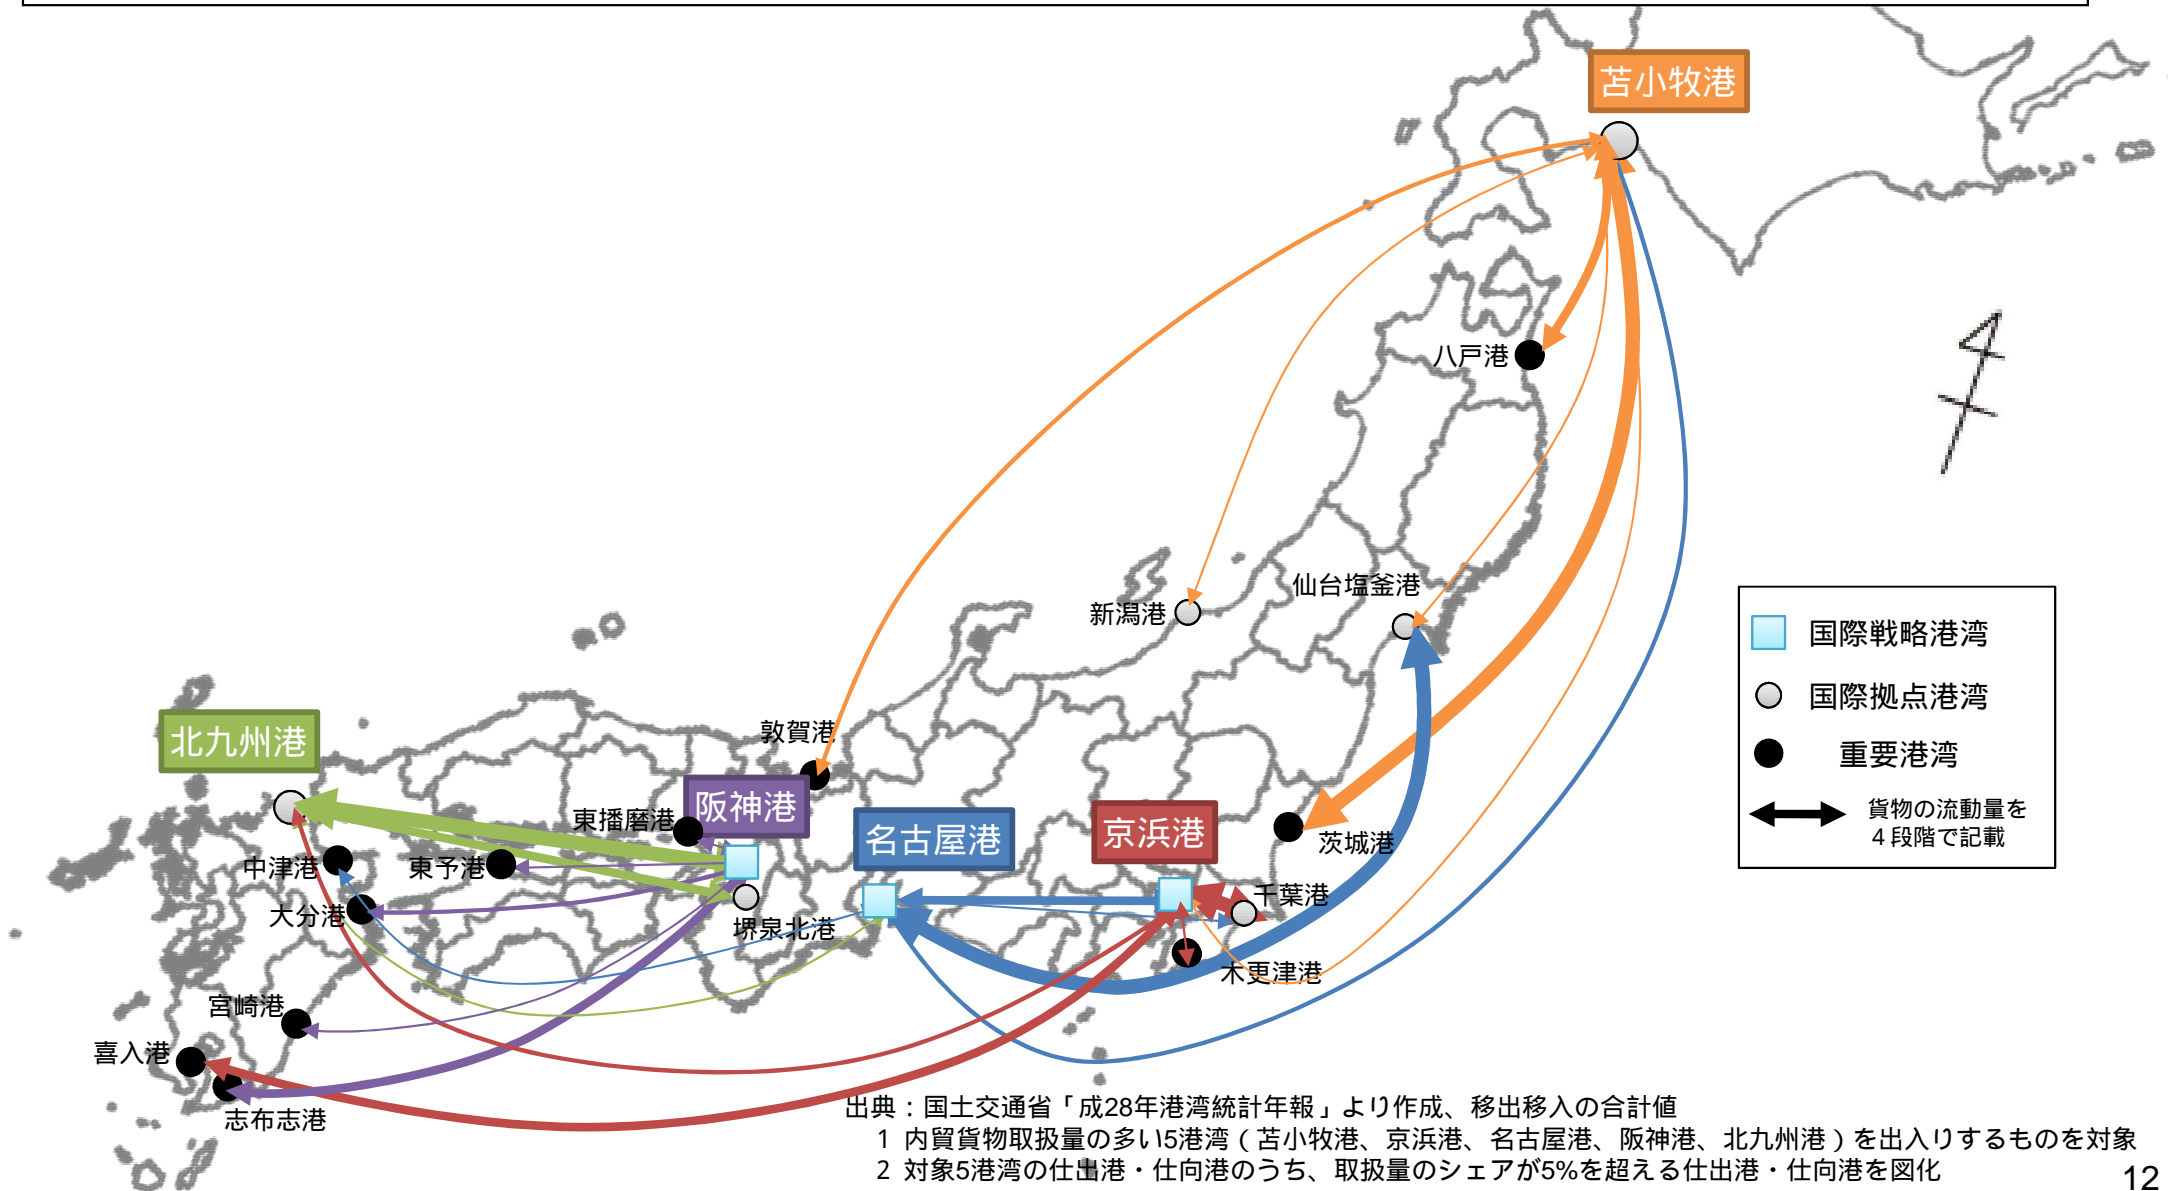 苫小牧港
八戸港
仙台塩釜港
新潟港
国際戦略港湾
国際拠点港湾
重要港湾
貨物の流動量を
4段階で記載
北九州港
敦賀港
阪神港
東播磨港
名古屋港
京浜港
茨城港
中津港
東予港
千葉港
大分港
堺泉北港
木更津港
宮崎港
喜入港
志布志港
出典：国土交通省「成28年港湾統計年報」より作成、移出移入の合計値
1 内貿貨物取扱量の多い5港湾（苫小牧港、京浜港、名古屋港、阪神港、北九州港）を出入りするものを対象
2 対象5港湾の仕出港・仕向港のうち、取扱量のシェアが5%を超える仕出港・仕向港を図化
12